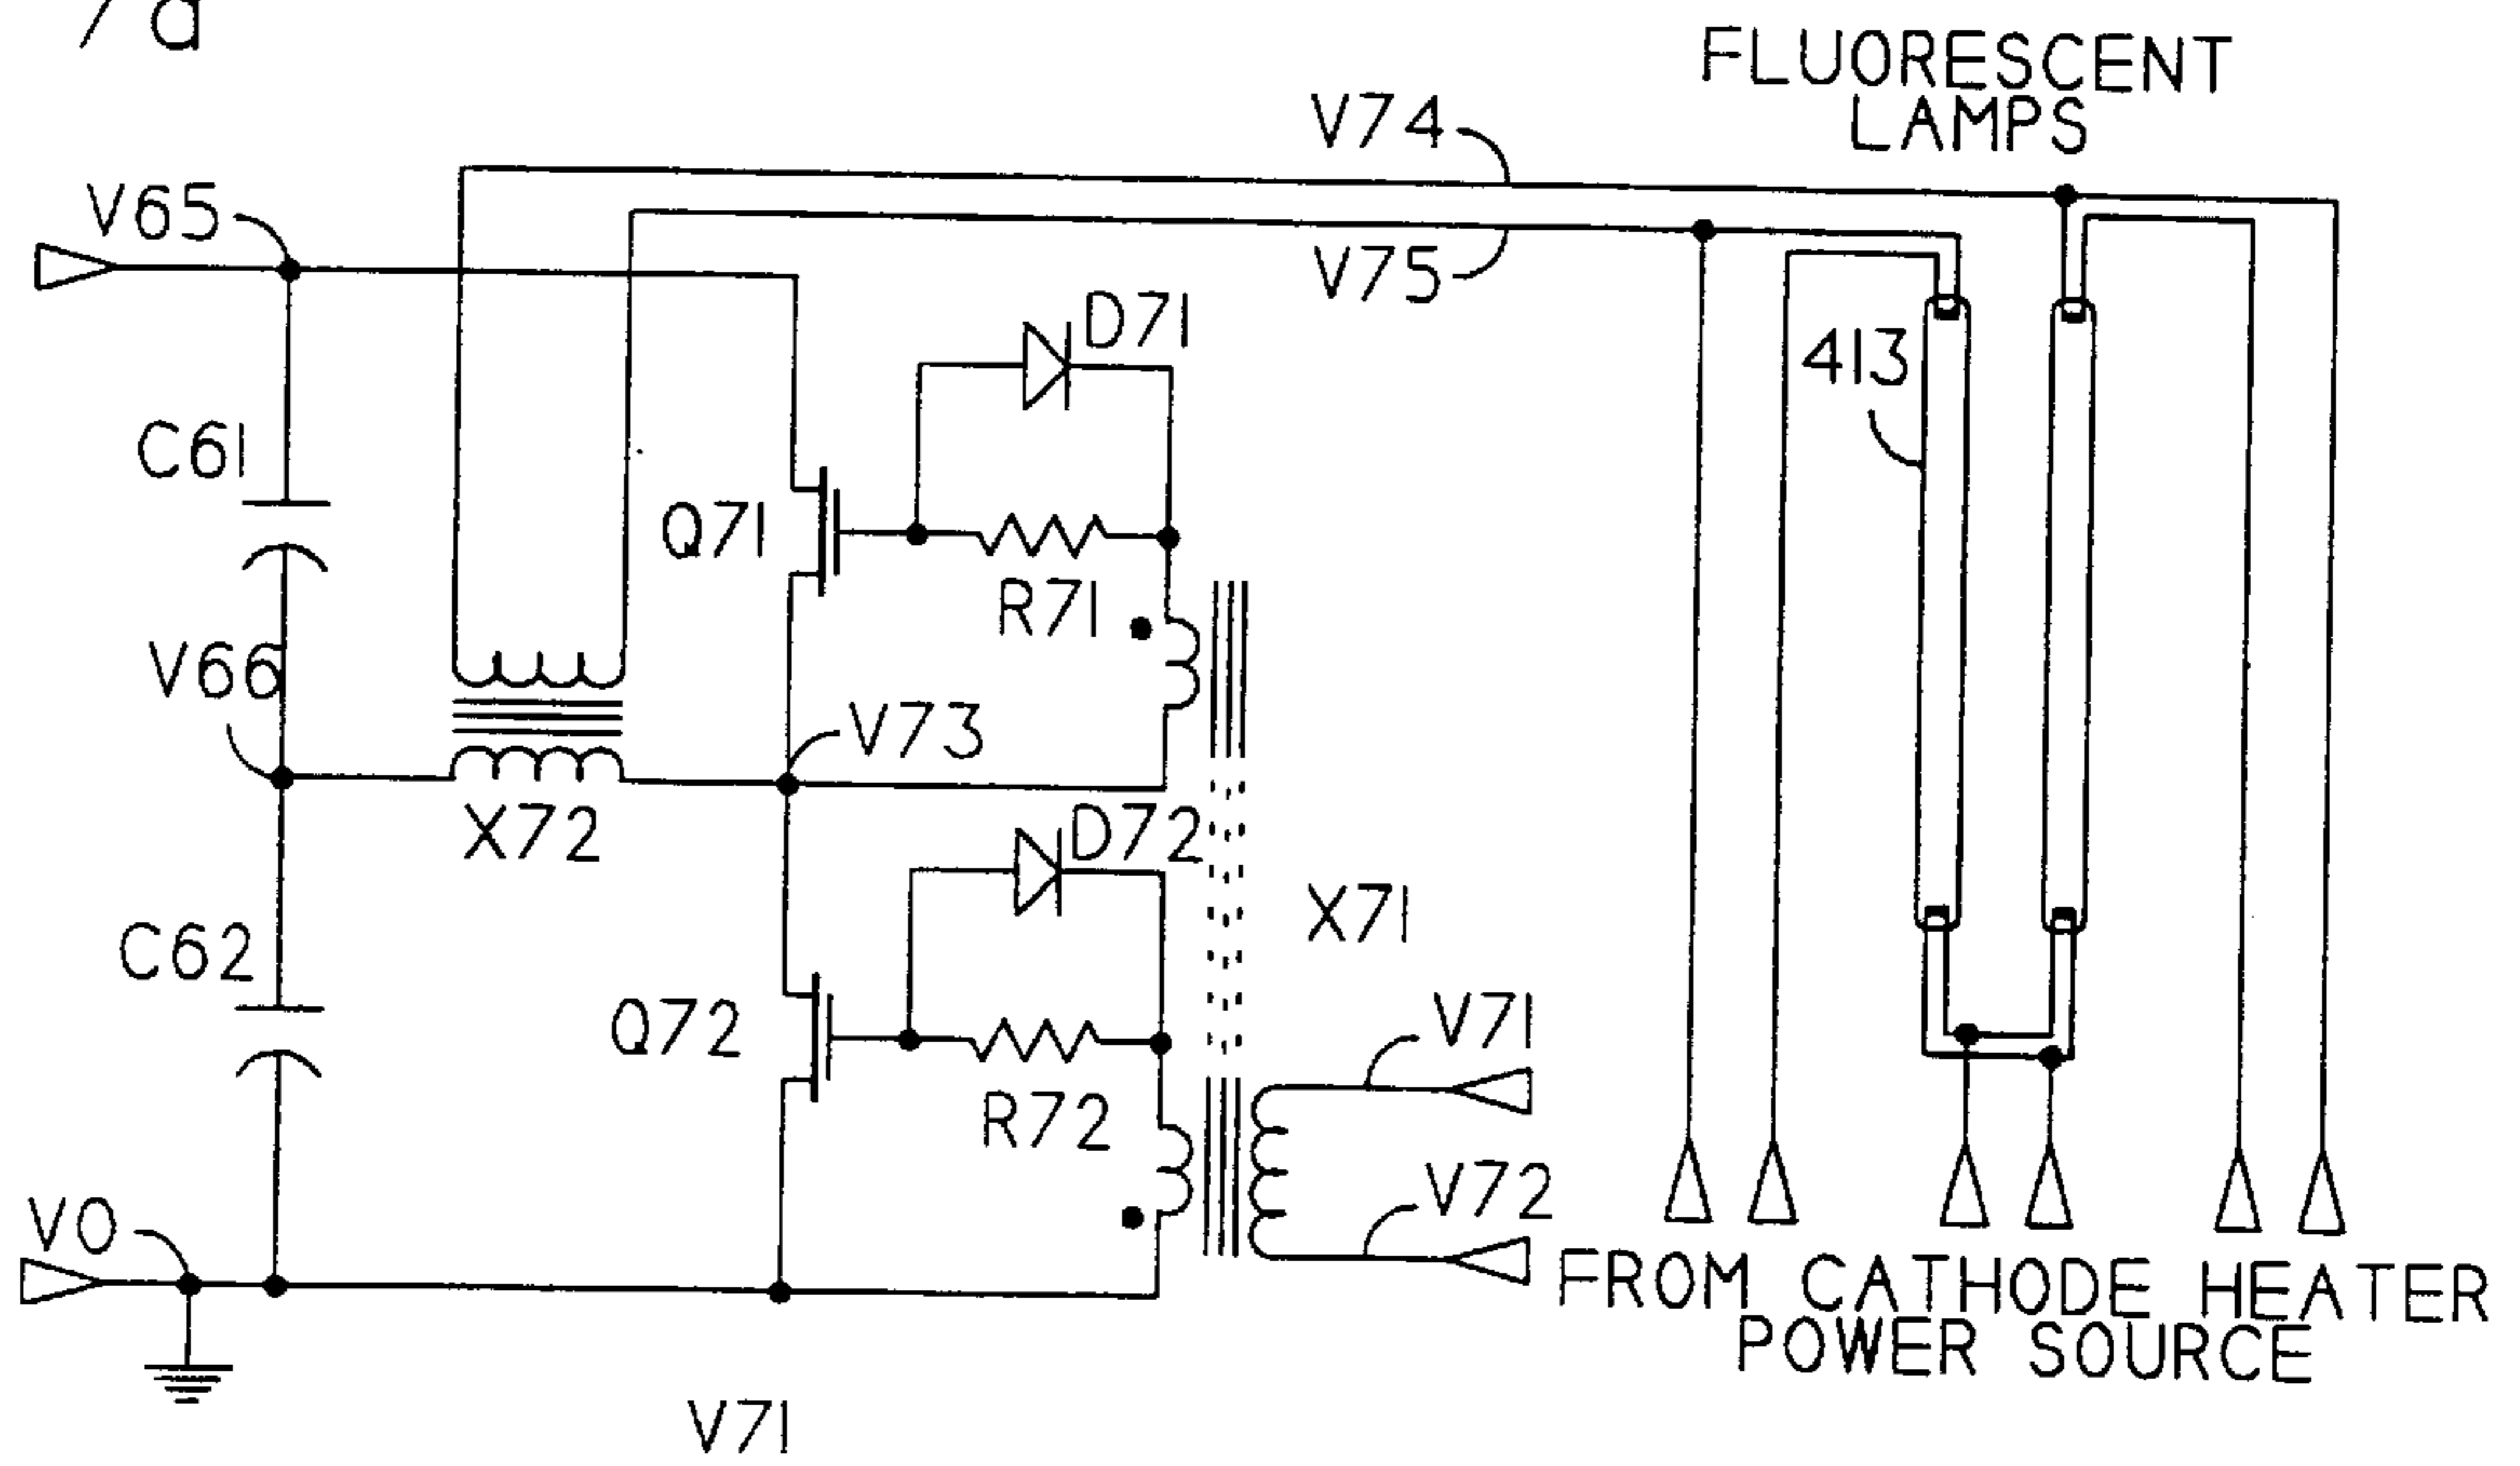 7a
FLUORESCENT
LAMPS
V74
V65
V75
D71
413
C61
Q71
R71
V66
V73
X72
D72
X71
C62
Q72
V71
R72
V72
V0
FROM CATHODE HEATER
POWER SOURCE
V71